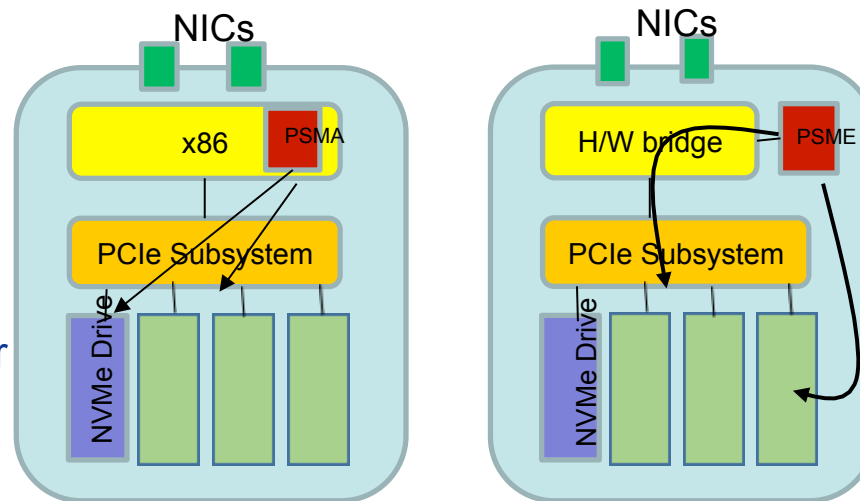 NICs
x86
PSMA
PCIe Subsystem
NVMe Drive
r
NICs
H/W bridge
PSME
PCIe Subsystem
NVMe Drive